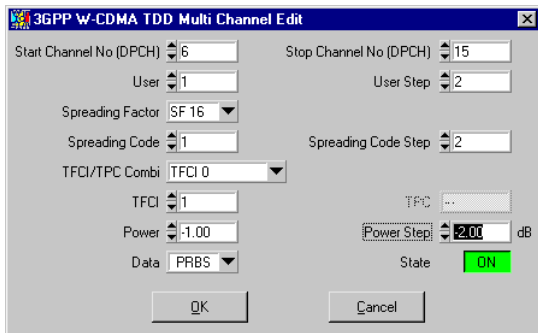 3GPP W-CDMA TDD Multi Channel Edit
Start Channel No (DPCH) 6 Stop Channel No (DPCH) 15
User 1 User Step 2
Spreading Factor SF 16
Spreading Code 1 Spreading Code Step 2
TFCI/TPC Combi TFCI 0
TFCI 1 TPC ---
Power -1.00 Power Step -2.00 dB
Data PRBS State ON
OK Cancel